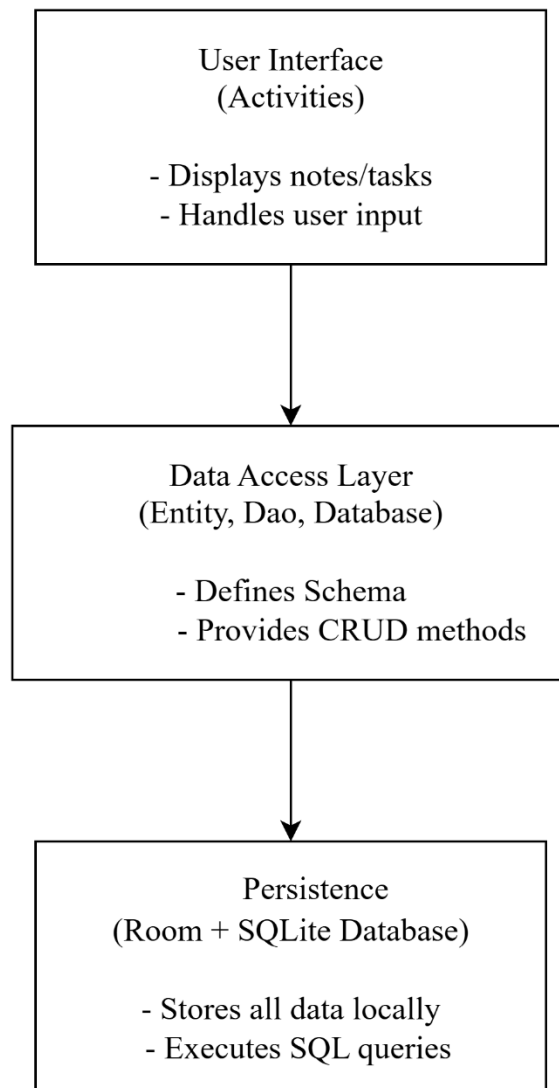 User Interface
(Activities)
- Displays notes/tasks
- Handles user input
Data Access Layer
(Entity, Dao, Database)
- Defines Schema
- Provides CRUD methods
Persistence
(Room + SQLite Database)
- Stores all data locally
- Executes SQL queries